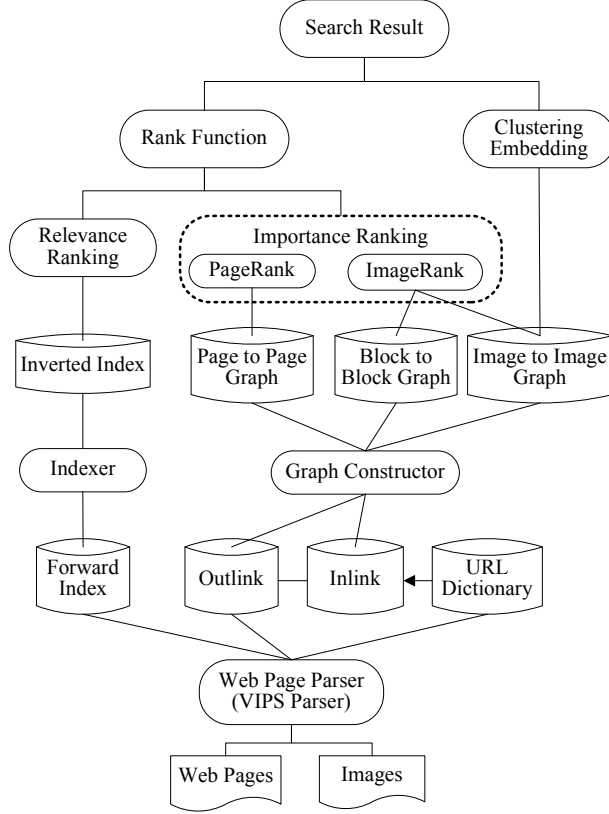 Search Result
Rank Function
Clustering
Embedding
Relevance
Ranking
Importance Ranking
PageRank
ImageRank
Inverted Index
Page to Page
Graph
Block to
Block Graph
Image to Image
Graph
Indexer
Graph Constructor
Forward
Index
Outlink
Inlink
URL
Dictionary
Web Page Parser
(VIPS Parser)
Web Pages
Images